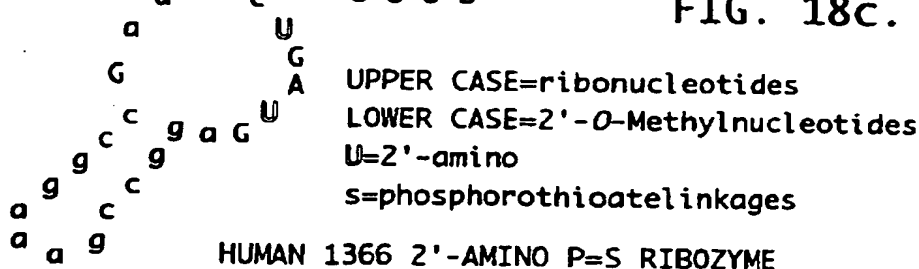 FIG. 18c.
a U
G G
A UPPER CASE=ribonucleotides
c g a G U LOWER CASE=2'-O-Methylnucleotides
g c g U=2'-amino
g c
a c s=phosphorothioatelinkages
a a g HUMAN 1366 2'-AMINO P=S RIBOZYME